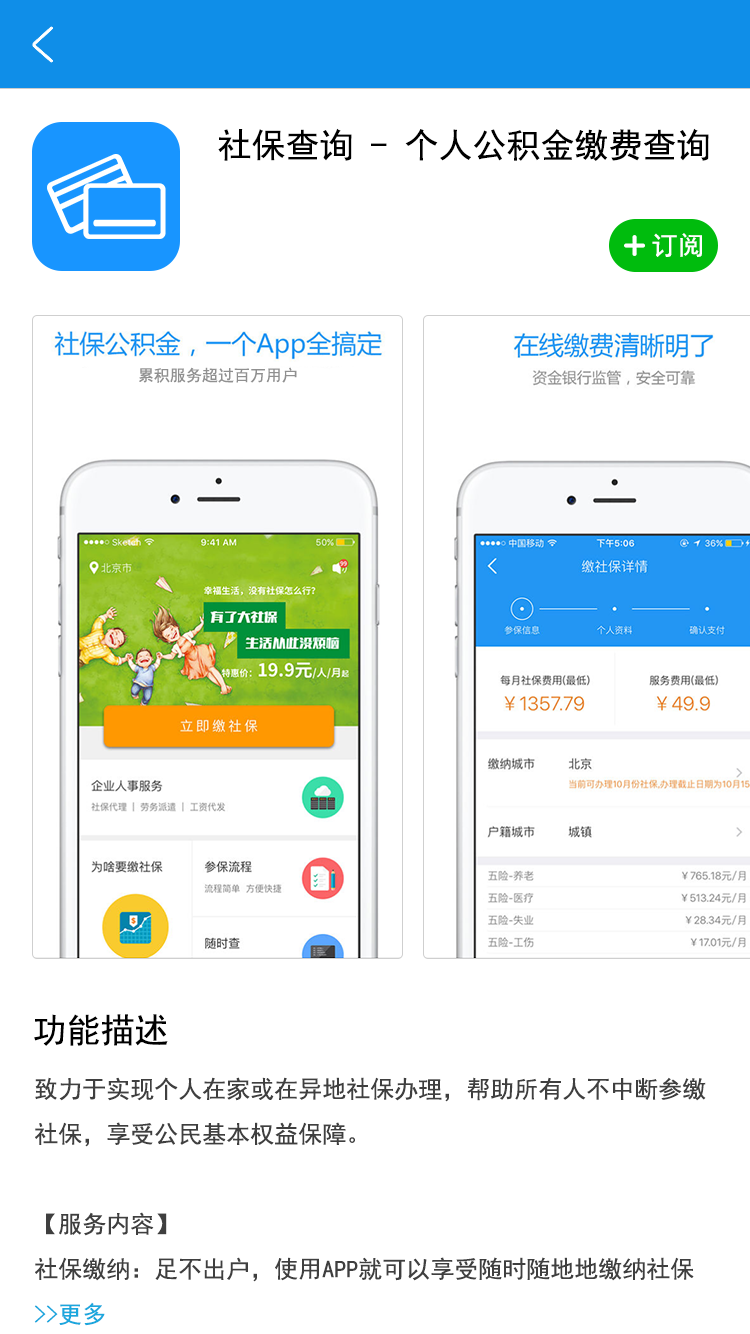 社保查询 - 个人公积金缴费查询
+ 订阅
社保公积金，一个App全搞定
累积服务超过百万用户
Sketch 9:41 AM 50%
北京市
99
幸福生活，没有社保怎么行?
有了大社保
生活从此没烦恼
特惠价：19.9元/人/月起
立即缴社保
企业人事服务
社保代理 | 劳务派遣 | 工资代发
为啥要缴社保
参保流程
流程简单 方便快捷
随时查
在线缴费清晰明了
资金银行监管，安全可靠
中国移动 下午5:06 36%
缴社保详情
参保信息 个人资料 确认支付
每月社保费用(最低) 服务费用(最低)
￥1357.79 ￥49.9
缴纳城市 北京
当前可办理10月份社保,办理截止日期为10月15
户籍城市 城镇
五险-养老 ￥765.18元/月
五险-医疗 ￥513.24元/月
五险-失业 ￥28.34元/月
五险-工伤 ￥17.01元/月
功能描述
致力于实现个人在家或在异地社保办理，帮助所有人不中断参缴
社保，享受公民基本权益保障。
【服务内容】
社保缴纳：足不出户，使用APP就可以享受随时随地地缴纳社保
>>更多